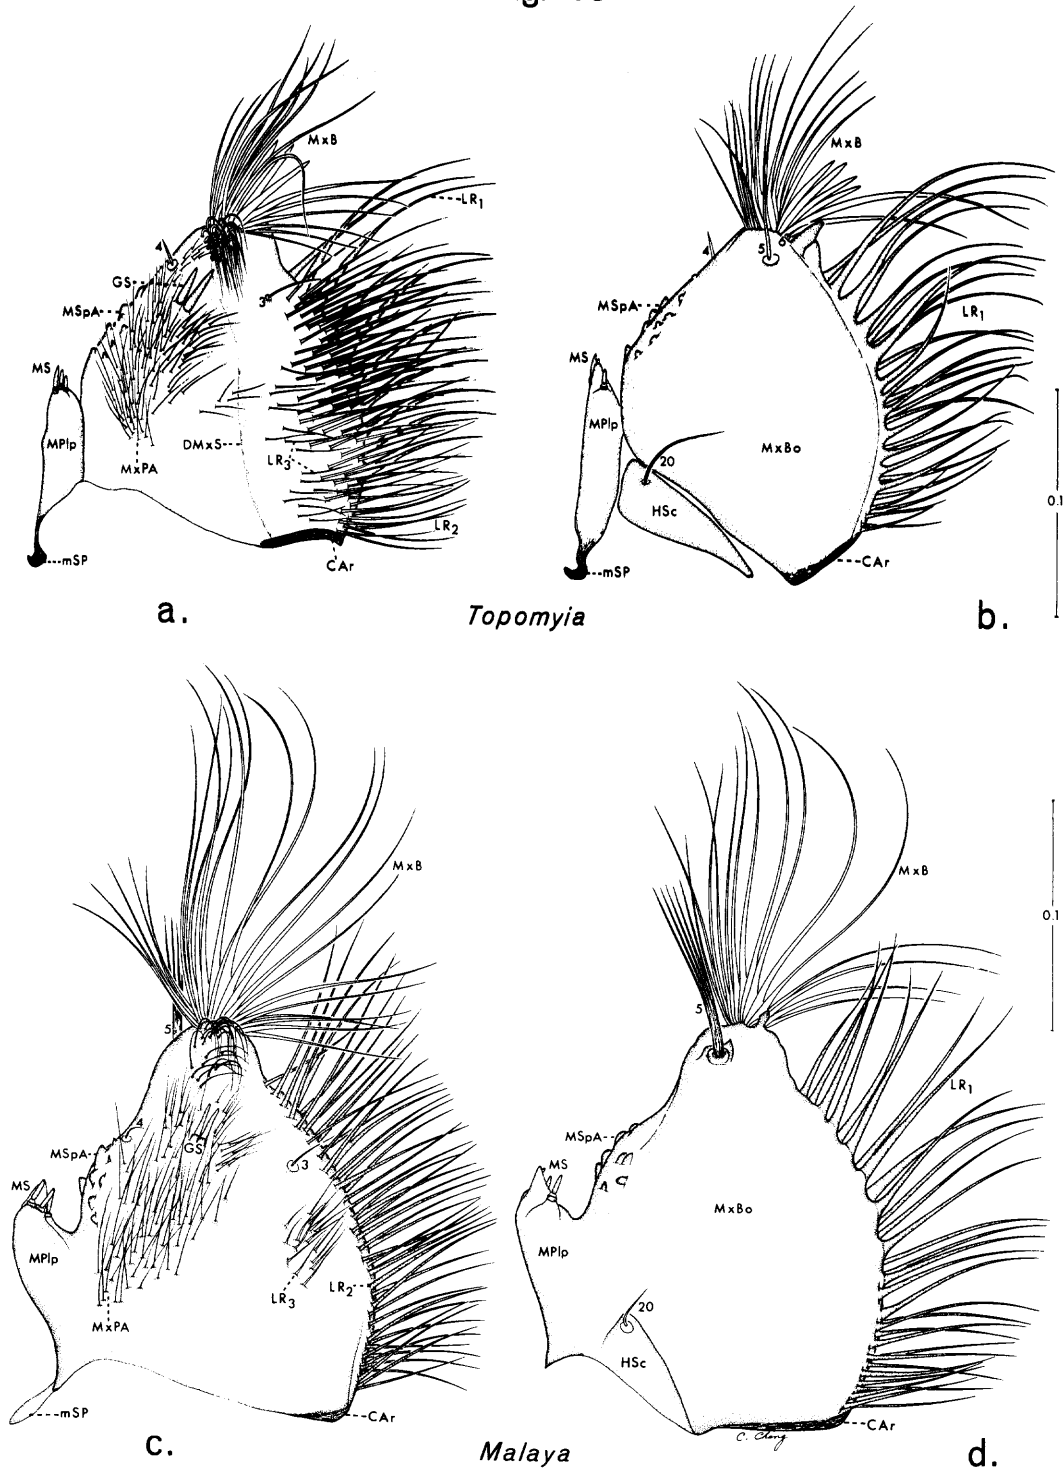 MxB
LR1
4
GS
3
MSpA
MS
MPlp
DMxS
MxPA
LR3
LR2
mSP
CAr
a.
MxB
4
5
6
MSpA
LR1
MS
MPlp
20
MxBo
HSc
mSP
CAr
0.1
b.
Topomyia
MxB
5
4
GS
MSpA
3
MS
MPlp
LR3
LR2
MxPA
mSP
CAr
c.
MxB
5
LR1
MSpA
MS
MxBo
MPlp
20
HSc
CAr
C. Chong
0.1
d.
Malaya